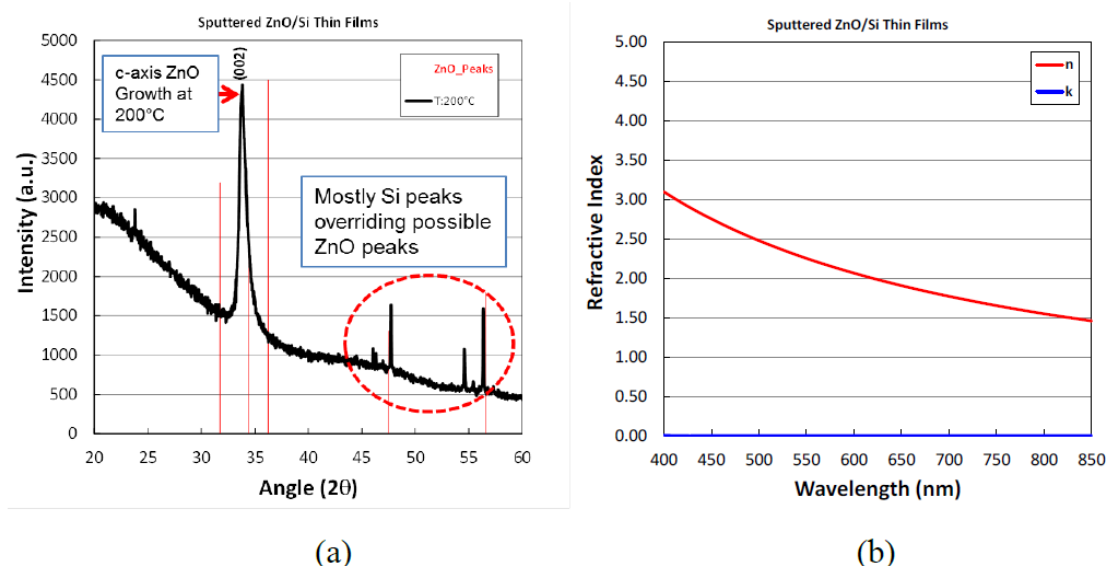 Sputtered ZnO/Si Thin Films
5000
4500
4000
3500
3000
2500
2000
1500
1000
500
0
Intensity (a.u.)
c-axis ZnO
Growth at
200°C
(002)
ZnO_Peaks
T:200°C
Mostly Si peaks
overriding possible
ZnO peaks
20 25 30 35 40 45 50 55 60
Angle (2θ)
(a)
Sputtered ZnO/Si Thin Films
5.00
4.50
4.00
3.50
3.00
2.50
2.00
1.50
1.00
0.50
0.00
Refractive Index
n
k
400 450 500 550 600 650 700 750 800 850
Wavelength (nm)
(b)